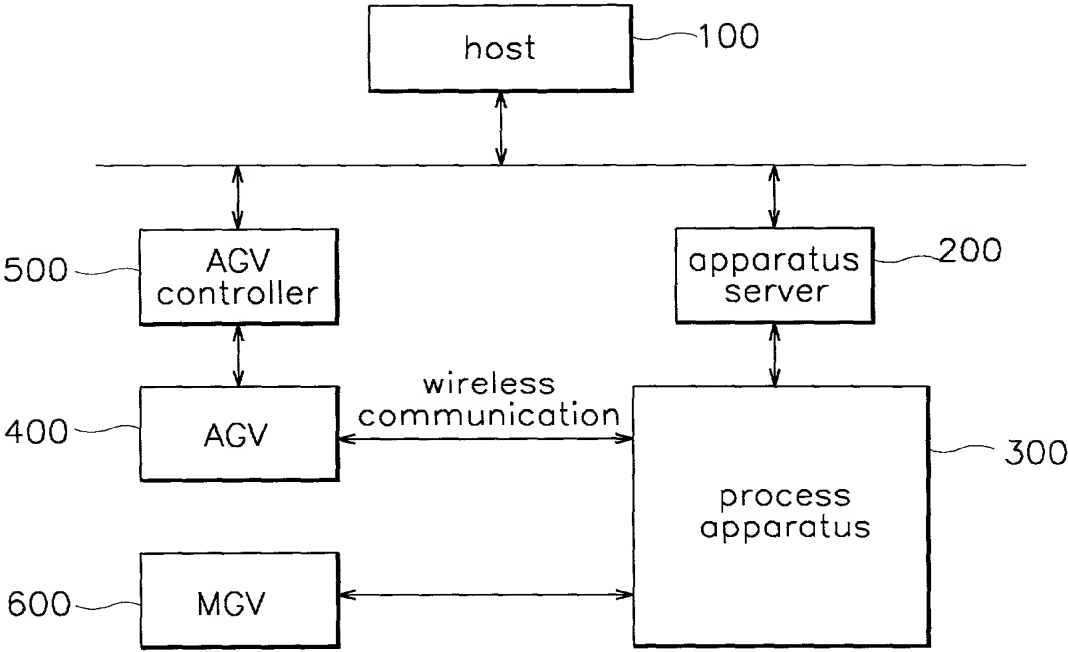 host
100
500
AGV
controller
apparatus
server
200
wireless
communication
400
AGV
300
process
apparatus
600
MGV